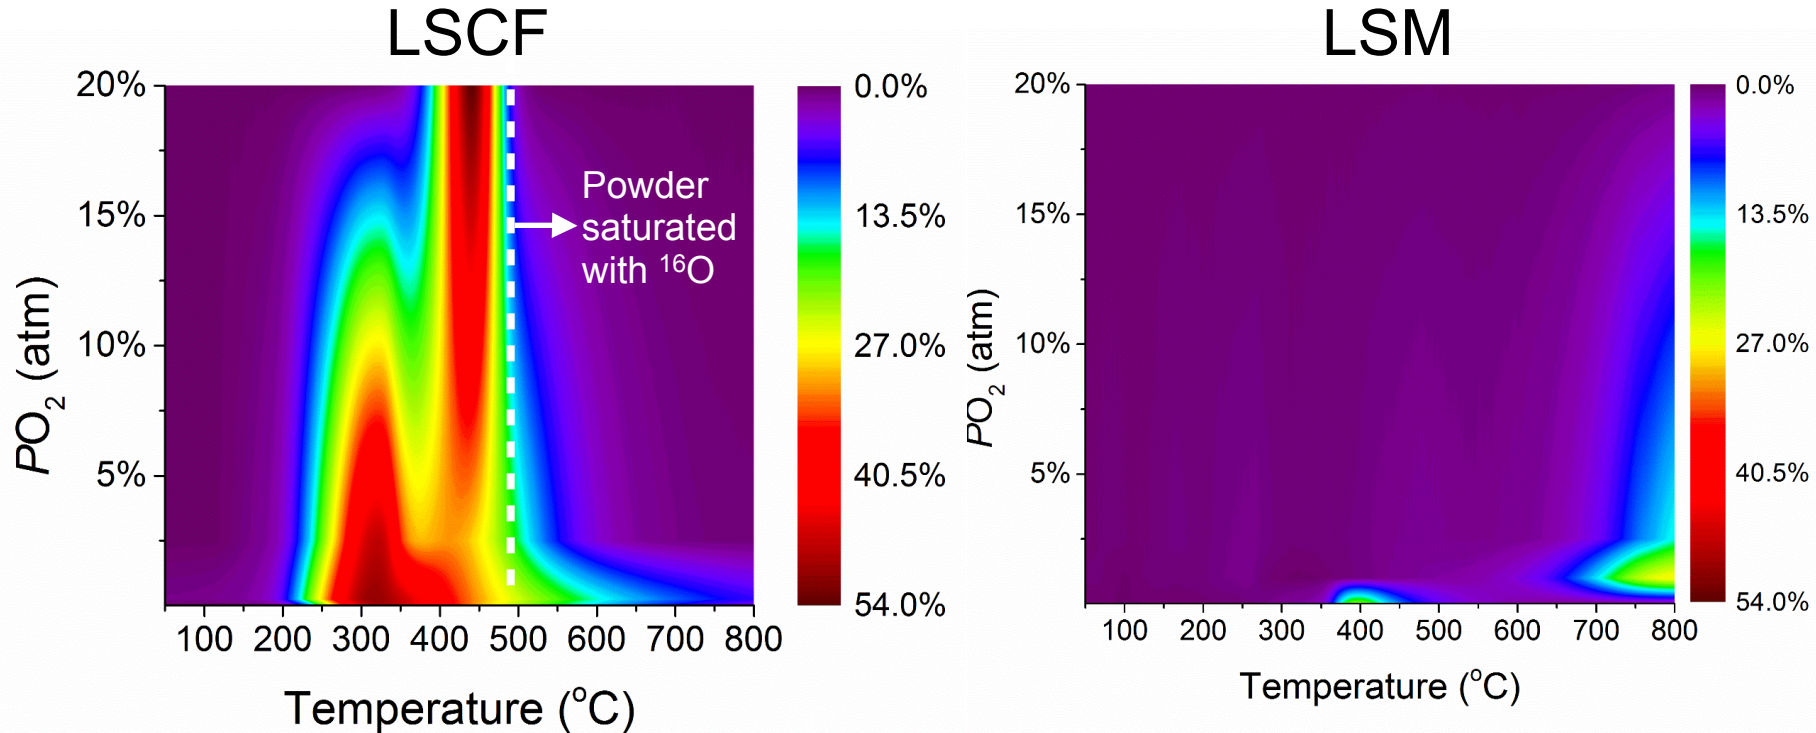 LSCF
20%
15%
10%
5%
PO2 (atm)
100 200 300 400 500 600 700 800
Temperature (oC)
Powder
saturated
with 16O
0.0%
13.5%
27.0%
40.5%
54.0%
LSM
20%
15%
10%
5%
PO2 (atm)
100 200 300 400 500 600 700 800
Temperature (oC)
0.0%
13.5%
27.0%
40.5%
54.0%